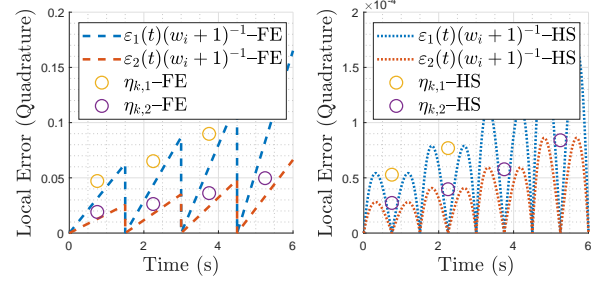 0.2
0.15
0.1
0.05
0
Local Error (Quadrature)
ε₁(t)(wᵢ + 1)⁻¹–FE
ε₂(t)(wᵢ + 1)⁻¹–FE
ηₖ,₁–FE
ηₖ,₂–FE
0 2 4 6
Time (s)
×10⁻⁴
2
1.5
1
0.5
0
Local Error (Quadrature)
ε₁(t)(wᵢ + 1)⁻¹–HS
ε₂(t)(wᵢ + 1)⁻¹–HS
ηₖ,₁–HS
ηₖ,₂–HS
0 2 4 6
Time (s)